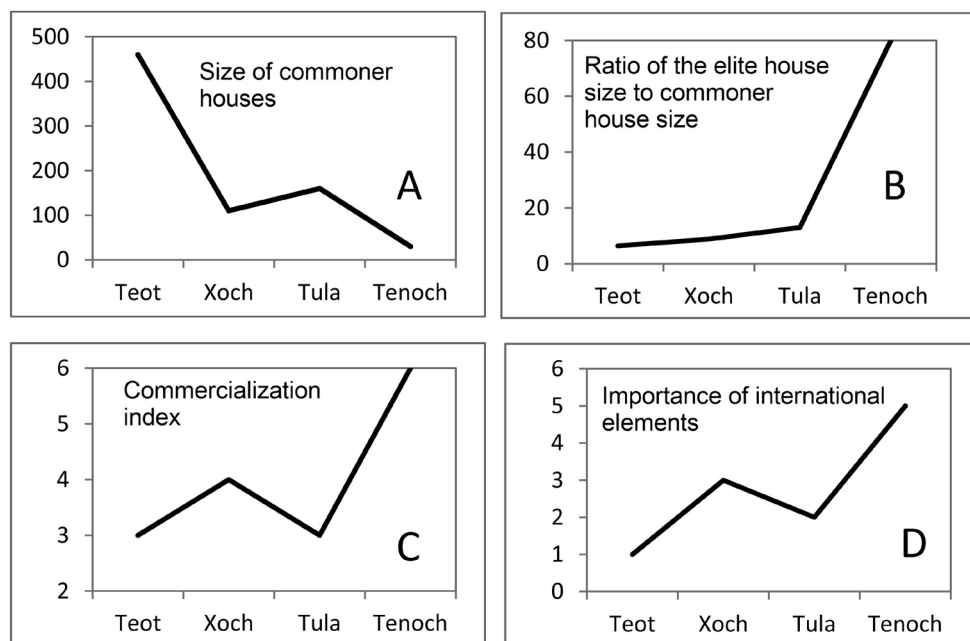 500
400
300
200
100
0
Size of commoner
houses
A
Teot Xoch Tula Tenoch
80
60
40
20
0
Ratio of the elite house
size to commoner
house size
B
Teot Xoch Tula Tenoch
6
5
4
3
2
Commercialization
index
C
Teot Xoch Tula Tenoch
6
5
4
3
2
1
0
Importance of international
elements
D
Teot Xoch Tula Tenoch